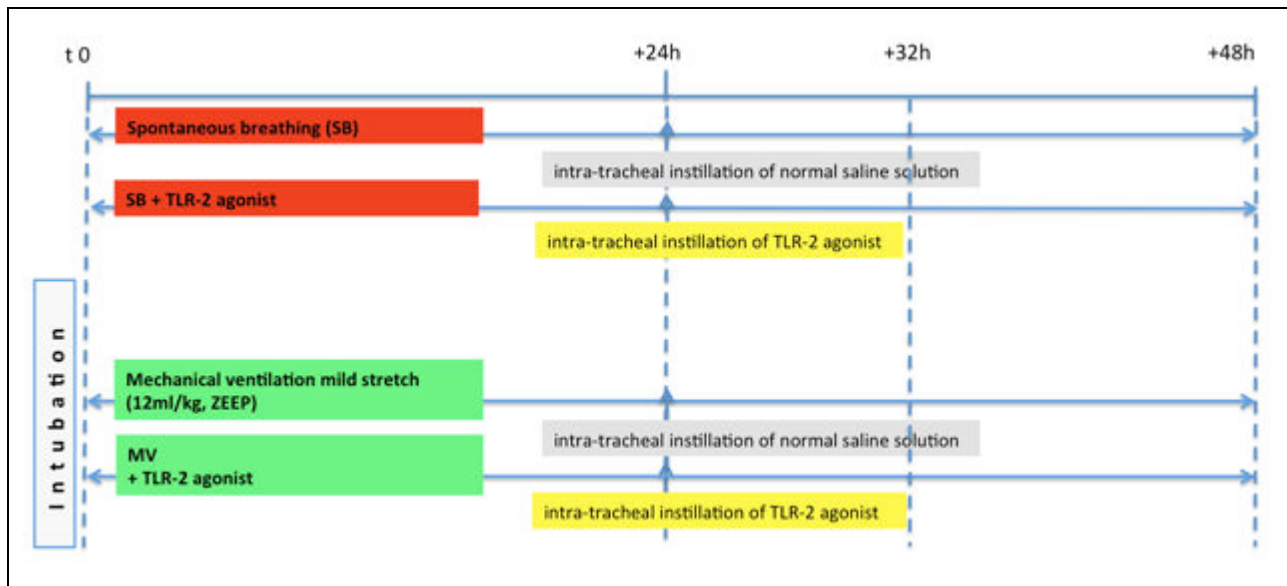 t 0
+24h
+32h
+48h
Spontaneous breathing (SB)
intra-tracheal instillation of normal saline solution
SB + TLR-2 agonist
intra-tracheal instillation of TLR-2 agonist
Intubation
Mechanical ventilation mild stretch
(12ml/kg, ZEEP)
intra-tracheal instillation of normal saline solution
MV
+ TLR-2 agonist
intra-tracheal instillation of TLR-2 agonist